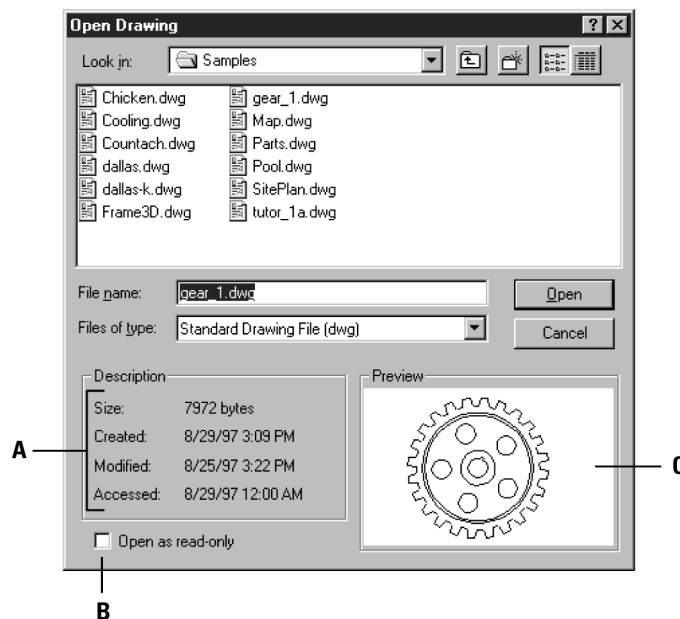 Open Drawing
Look in: Samples
Chicken.dwg gear_1.dwg
Cooling.dwg Map.dwg
Countach.dwg Parts.dwg
dallas.dwg Pool.dwg
dallas-k.dwg SitePlan.dwg
Frame3D.dwg tutor_1a.dwg
File name: gear_1.dwg Open
Files of type: Standard Drawing File (dwg) Cancel
Description Preview
Size: 7972 bytes
Created: 8/29/97 3:09 PM
A Modified: 8/25/97 3:22 PM C
Accessed: 8/29/97 12:00 AM
Open as read-only
B